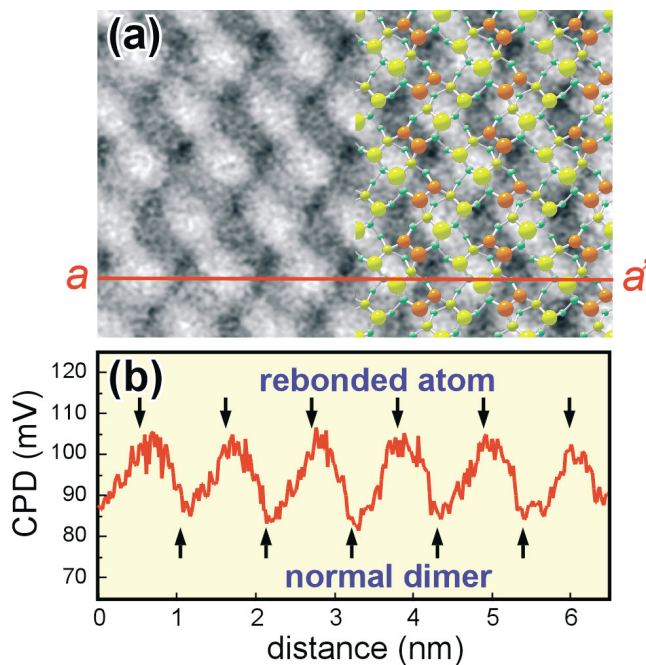 (a)
a
a'
(b)
rebonded atom
CPD (mV)
120
110
100
90
80
70
normal dimer
0
1
2
3
4
5
6
distance (nm)